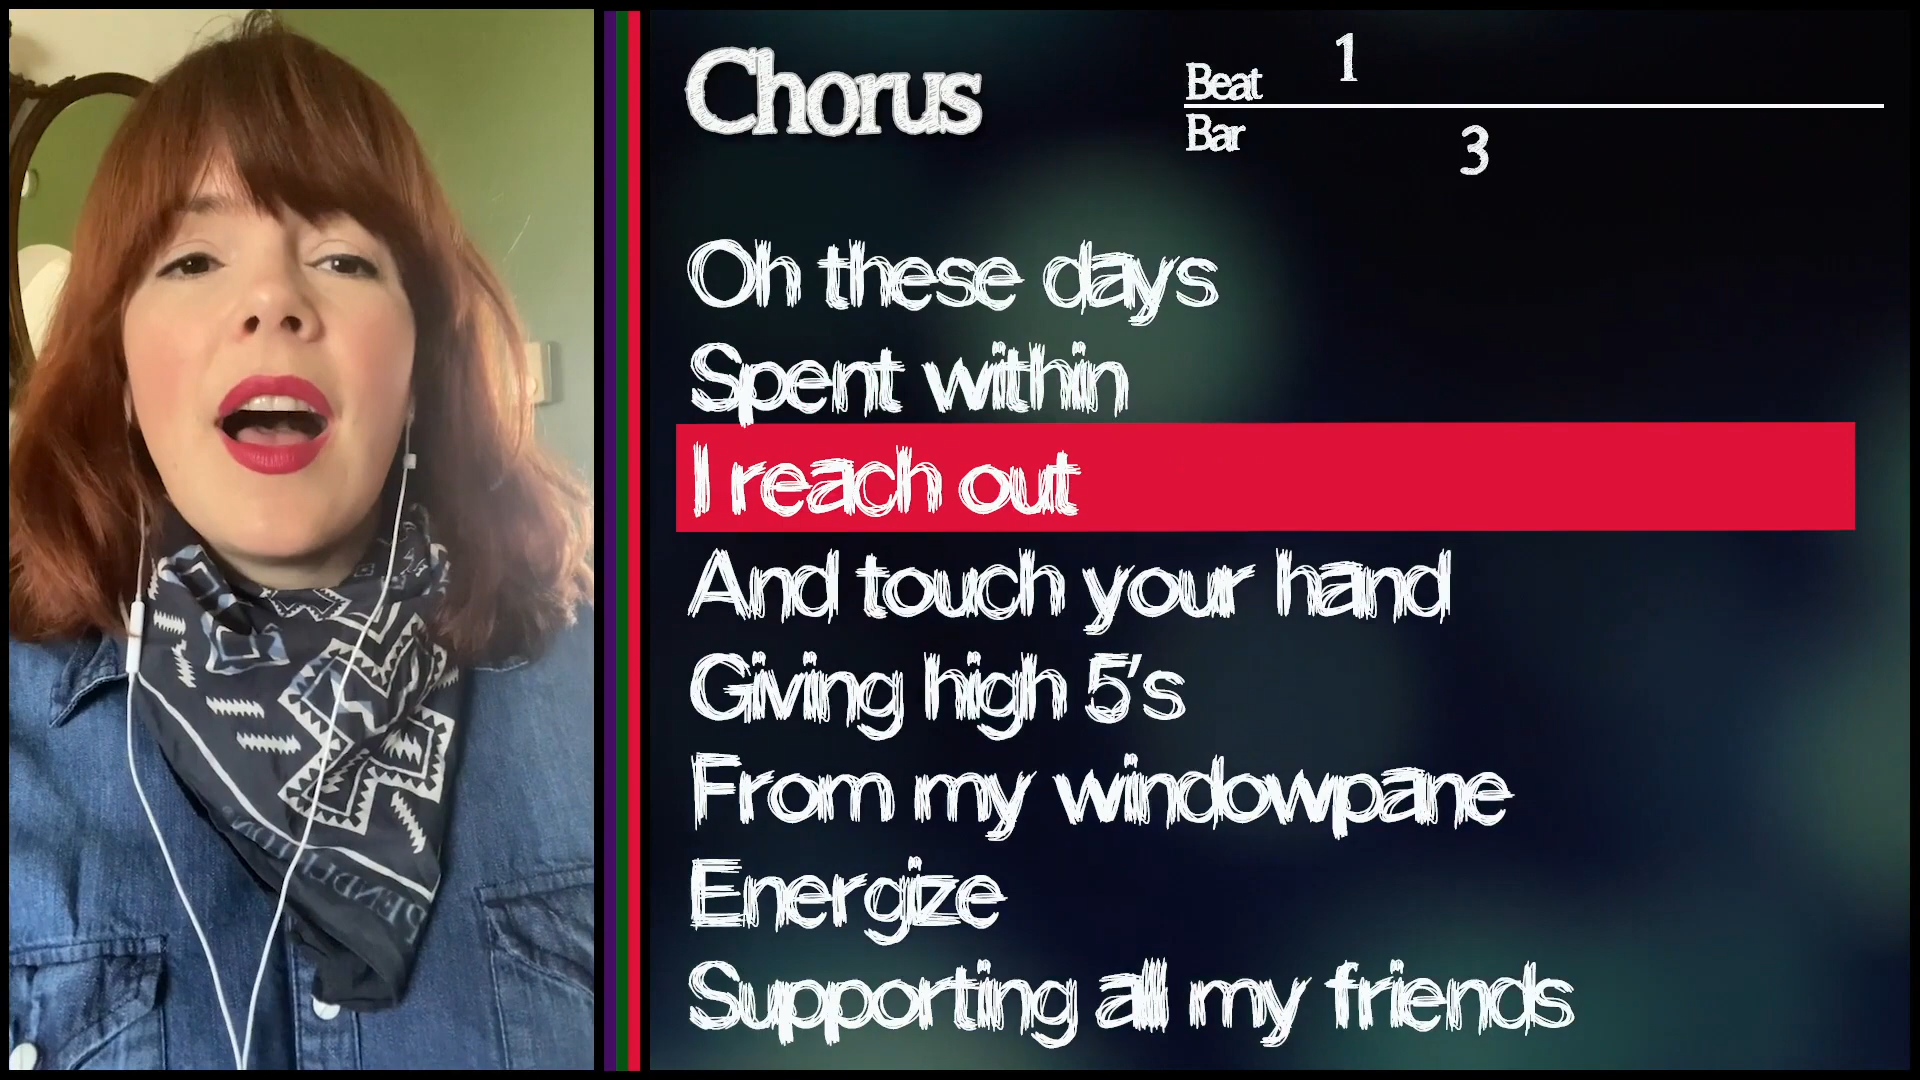 Chorus
Beat 1
Bar 3
Oh these days
Spent within
I reach out
And touch your hand
Giving high 5's
From my windowpane
Energize
Supporting all my friends